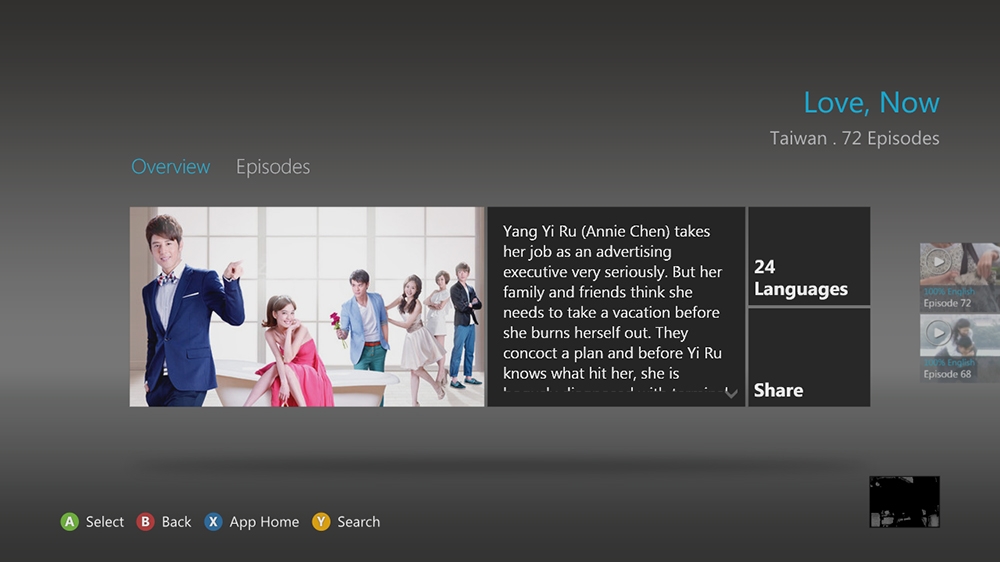 Love, Now
Taiwan . 72 Episodes
Overview Episodes
Yang Yi Ru (Annie Chen) takes
her job as an advertising
executive very seriously. But her
family and friends think she
needs to take a vacation before
she burns herself out. They
concoct a plan and before Yi Ru
knows what hit her, she is
24
Languages
Share
100% English
Episode 72
100% English
Episode 68
A Select B Back X App Home Y Search